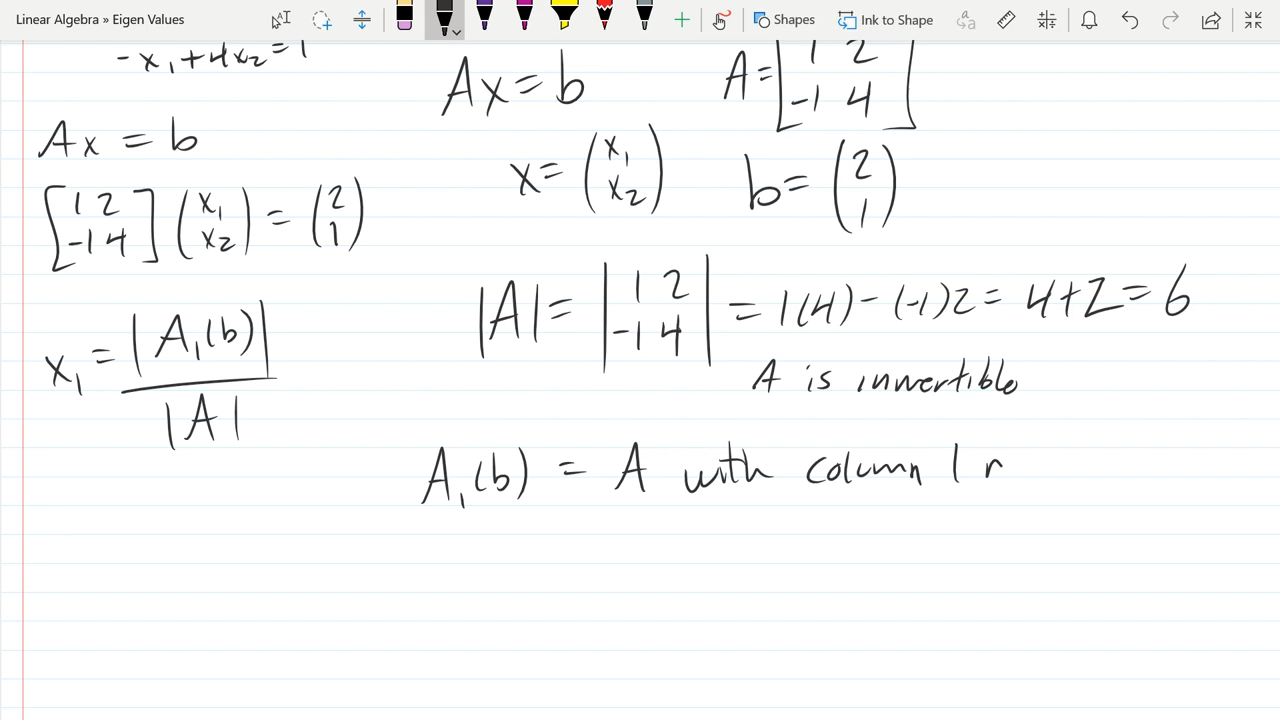 Linear Algebra » Eigen Values
Shapes
Ink to Shape
-x₁+4x₂=1
Ax = b
A = [1 2
-1 4]
Ax = b
x = (x₁
x₂)
b = (2
1)
[1 2
-1 4] (x₁
x₂) = (2
1)
|A| = |1 2
-1 4| = 1(4) - (-1)2 = 4+2 = 6
A is invertible
x₁ = |A₁(b)|
|A|
A₁(b) = A with column 1 r